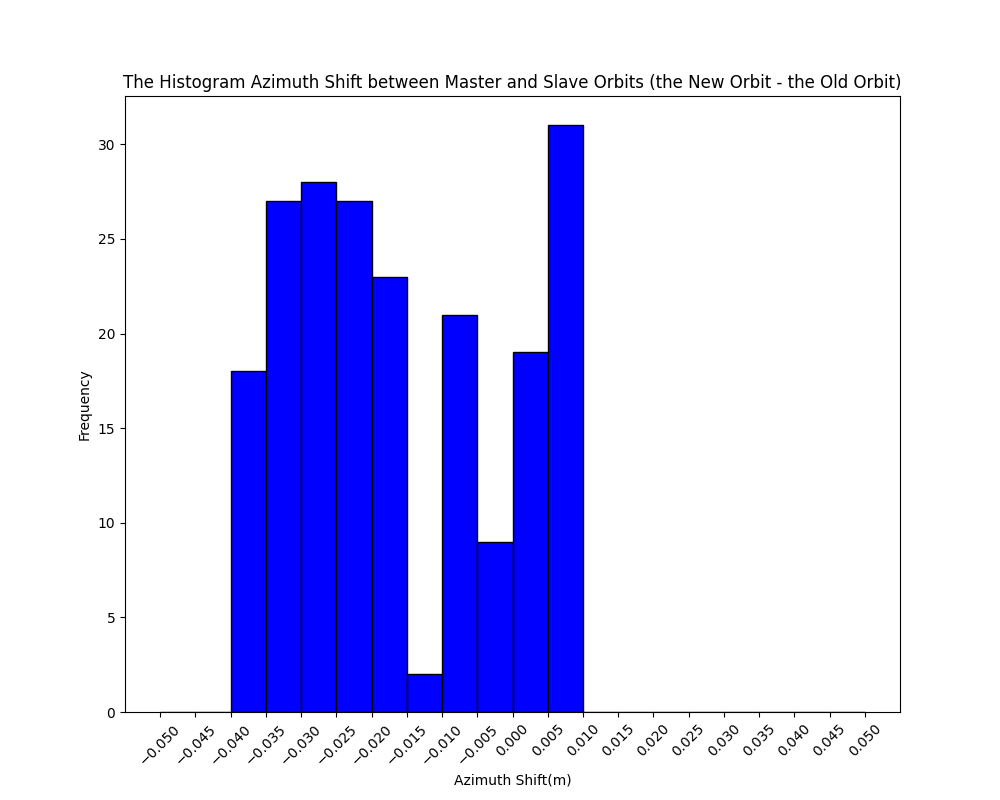 The Histogram Azimuth Shift between Master and Slave Orbits (the New Orbit - the Old Orbit)
30
25
20
15
10
5
0
Frequency
−0.050 −0.045 −0.040 −0.035 −0.030 −0.025 −0.020 −0.015 −0.010 −0.005 0.000 0.005 0.010 0.015 0.020 0.025 0.030 0.035 0.040 0.045 0.050
Azimuth Shift(m)